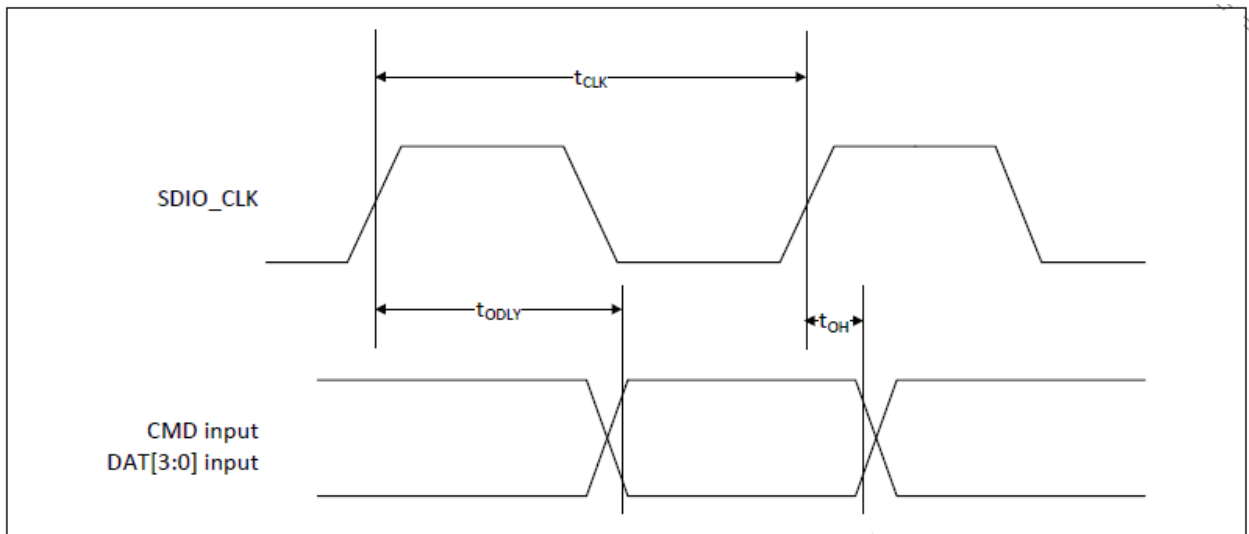 tCLK
SDIO_CLK
tODLY
tOH
CMD input
DAT[3:0] input